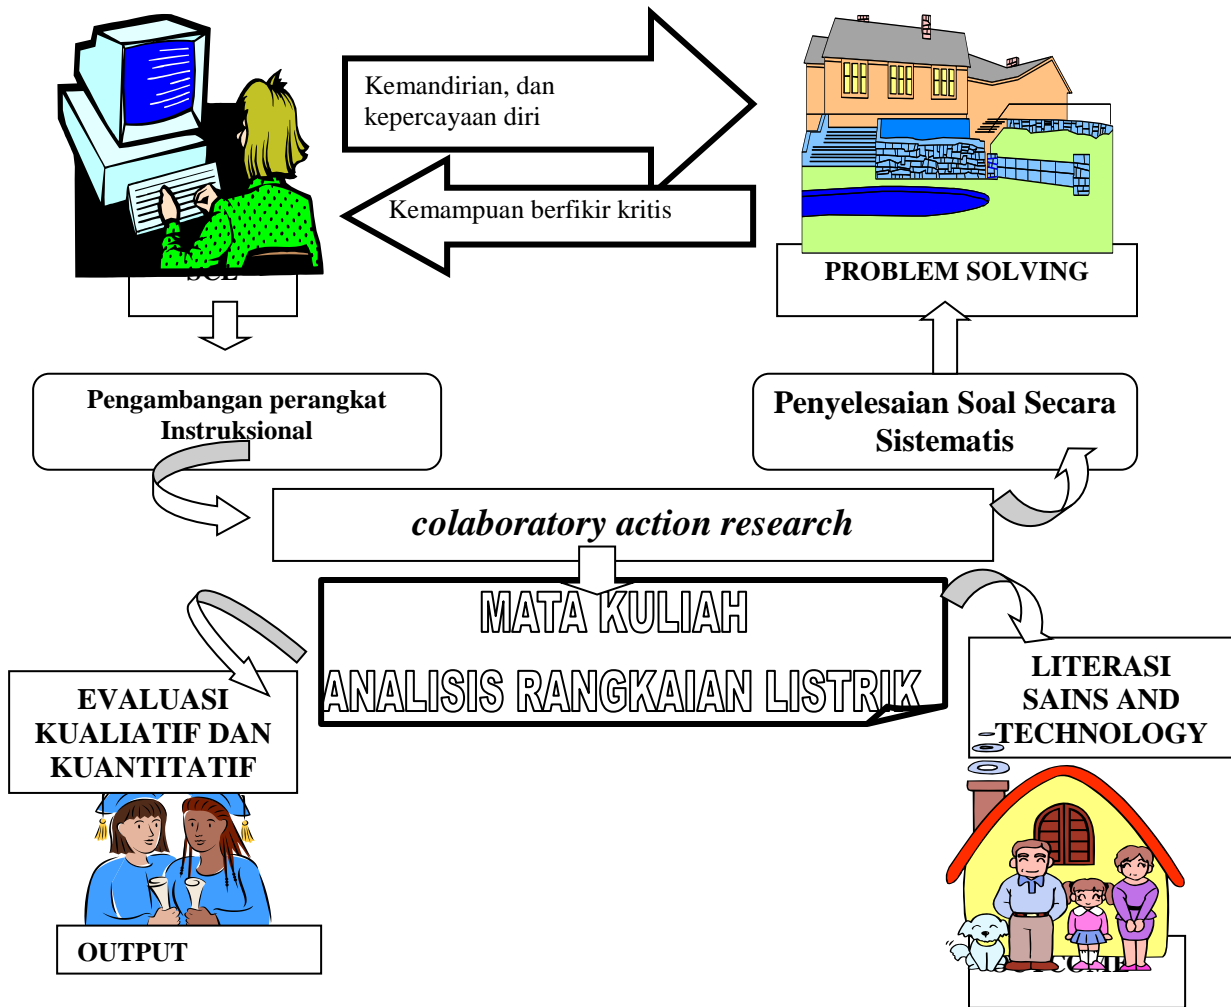 Kemandirian, dan
kepercayaan diri
Kemampuan berfikir kritis
PROBLEM SOLVING
Pengambangan perangkat
Instruksional
Penyelesaian Soal Secara
Sistematis
colaboratory action research
MATA KULIAH
ANALISIS RANGKAIAN LISTRIK
EVALUASI
KUALIATIF DAN
KUANTITATIF
LITERASI
SAINS AND
TECHNOLOGY
OUTPUT